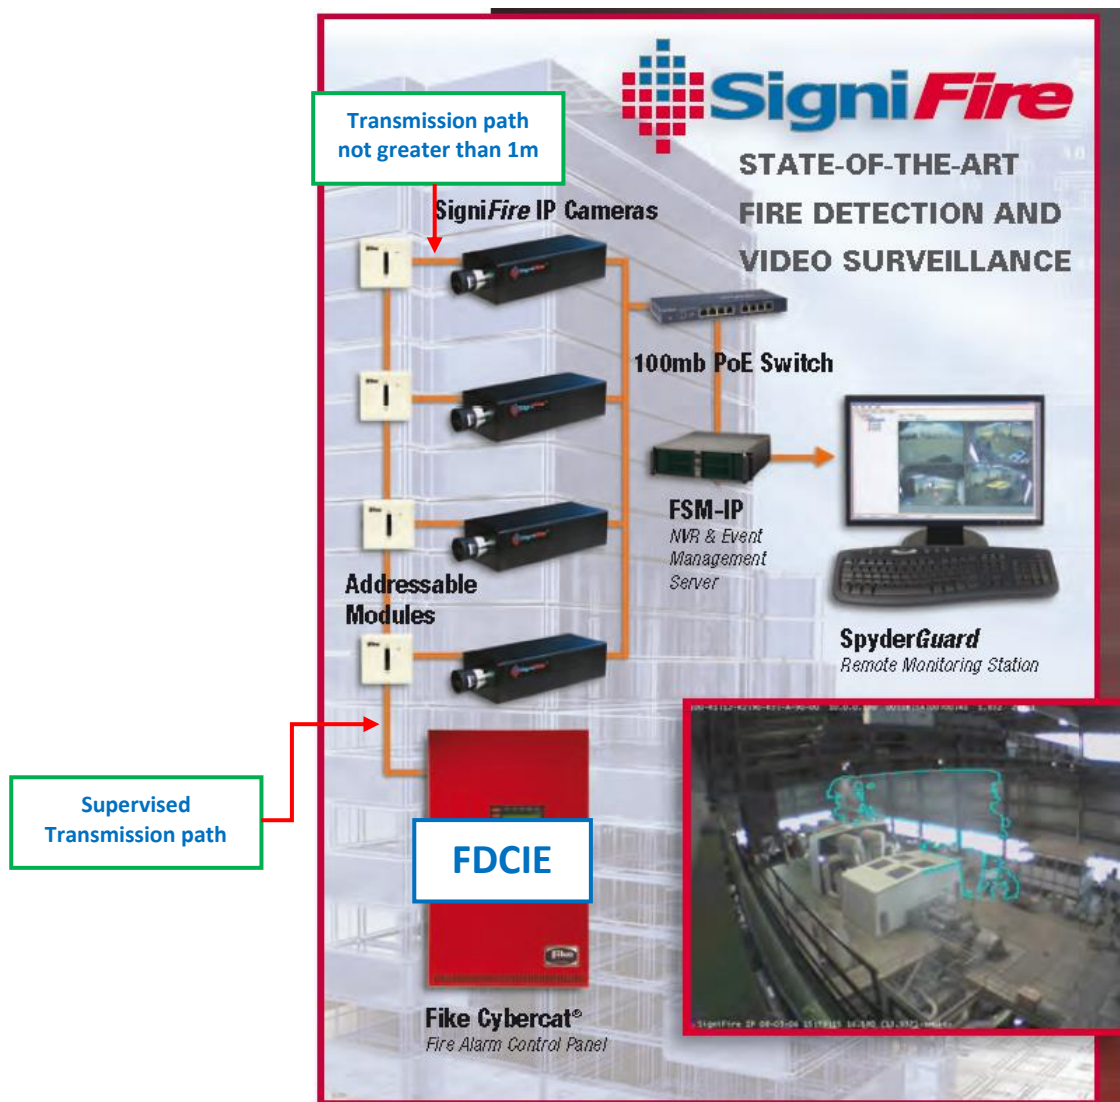 SigniFire
Transmission path
not greater than 1m
STATE-OF-THE-ART
FIRE DETECTION AND
VIDEO SURVEILLANCE
SigniFire IP Cameras
100mb PoE Switch
FSM-IP
NVR & Event
Management
Server
Addressable
Modules
SpyderGuard
Remote Monitoring Station
Supervised
Transmission path
FDCIE
Fike
Fike Cybercat®
Fire Alarm Control Panel